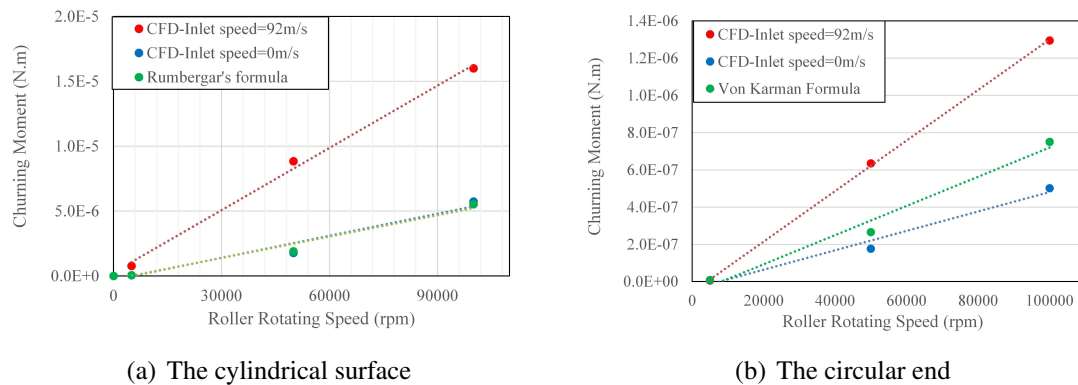 2.0E-5
1.5E-5
1.0E-5
5.0E-6
0.0E+0
Churning Moment (N.m)
CFD-Inlet speed=92m/s
CFD-Inlet speed=0m/s
Rumbergar's formula
0 30000 60000 90000
Roller Rotating Speed (rpm)
(a) The cylindrical surface
1.4E-06
1.2E-06
1.0E-06
8.0E-07
6.0E-07
4.0E-07
2.0E-07
0.0E+00
Churning Moment (N.m)
CFD-Inlet speed=92m/s
CFD-Inlet speed=0m/s
Von Karman Formula
0 20000 40000 60000 80000 100000
Roller Rotating Speed (rpm)
(b) The circular end